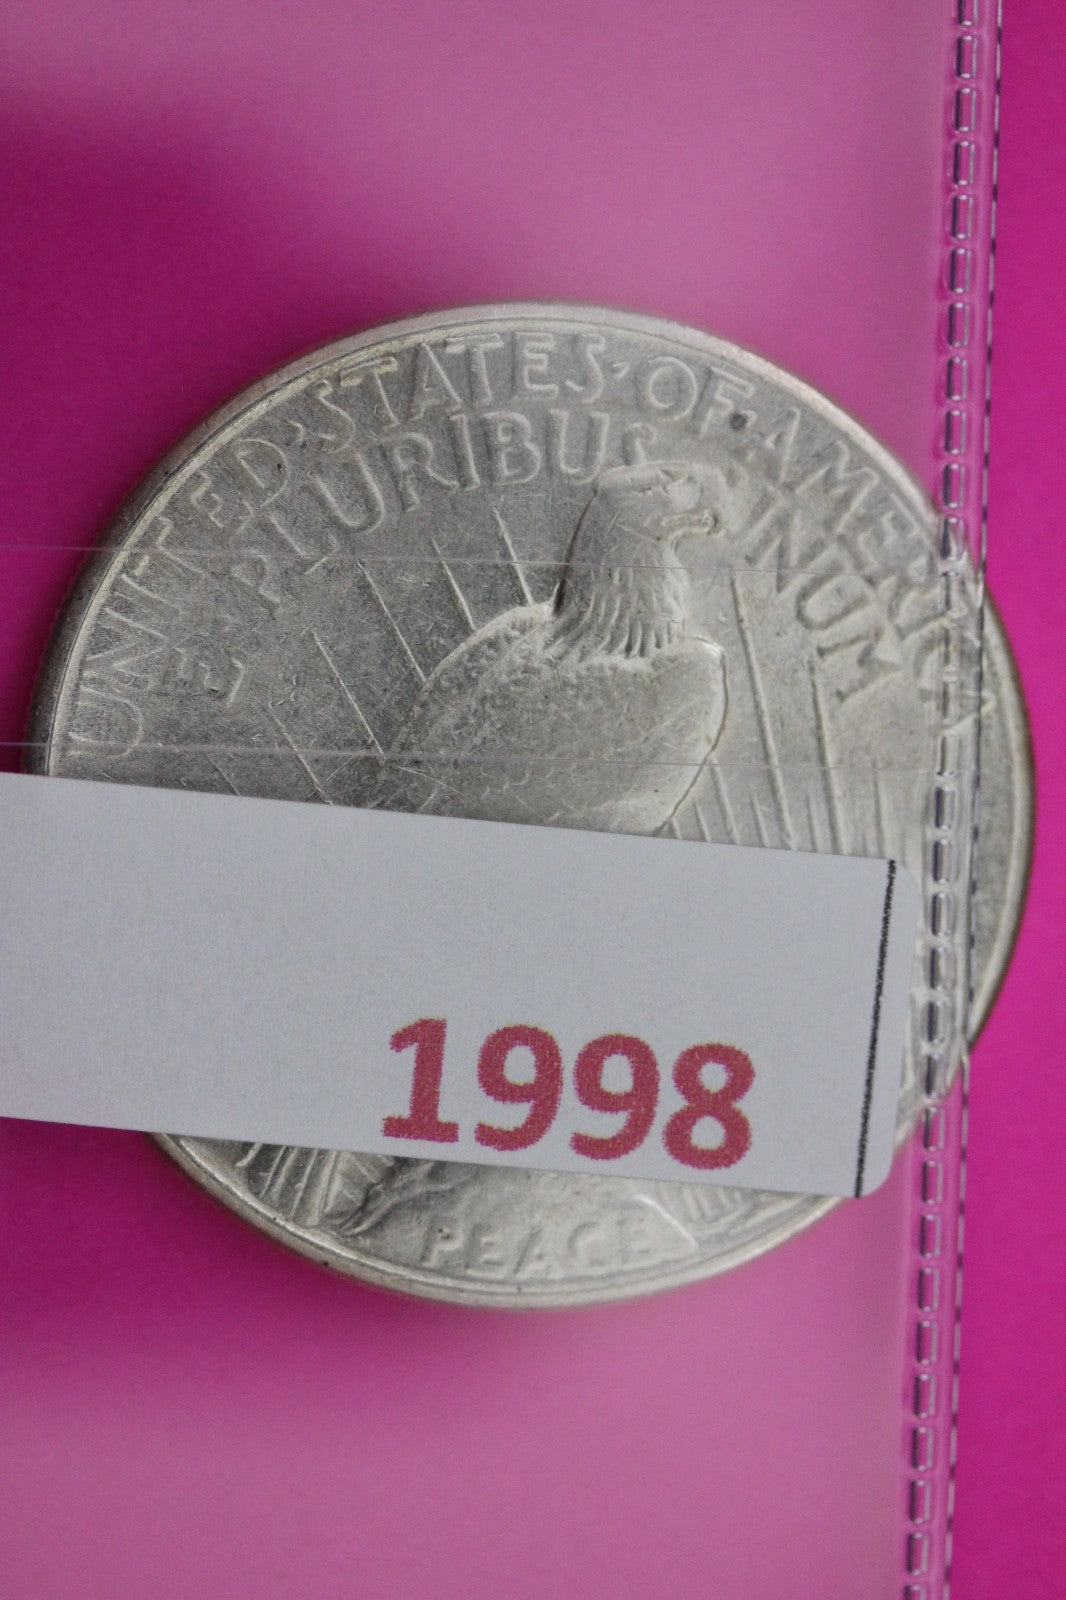 UNITED·STATES·OF·AMERICA
E PLURIBUS UNUM
1998
PEACE